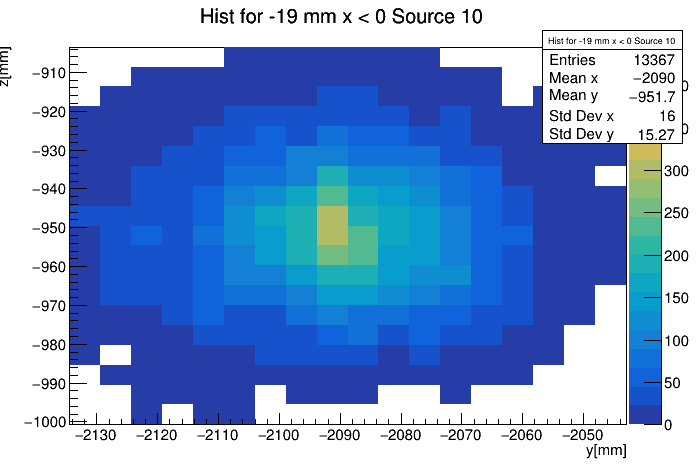 Hist for -19 mm x < 0 Source 10
z[mm]
Hist for -19 mm x < 0 Source 10
Entries 13367
Mean x −2090
Mean y −951.7
Std Dev x 16
Std Dev y 15.27
−910
−920
−930
−940
−950
−960
−970
−980
−990
−1000
−2130 −2120 −2110 −2100 −2090 −2080 −2070 −2060 −2050
y[mm]
300
250
200
150
100
50
0